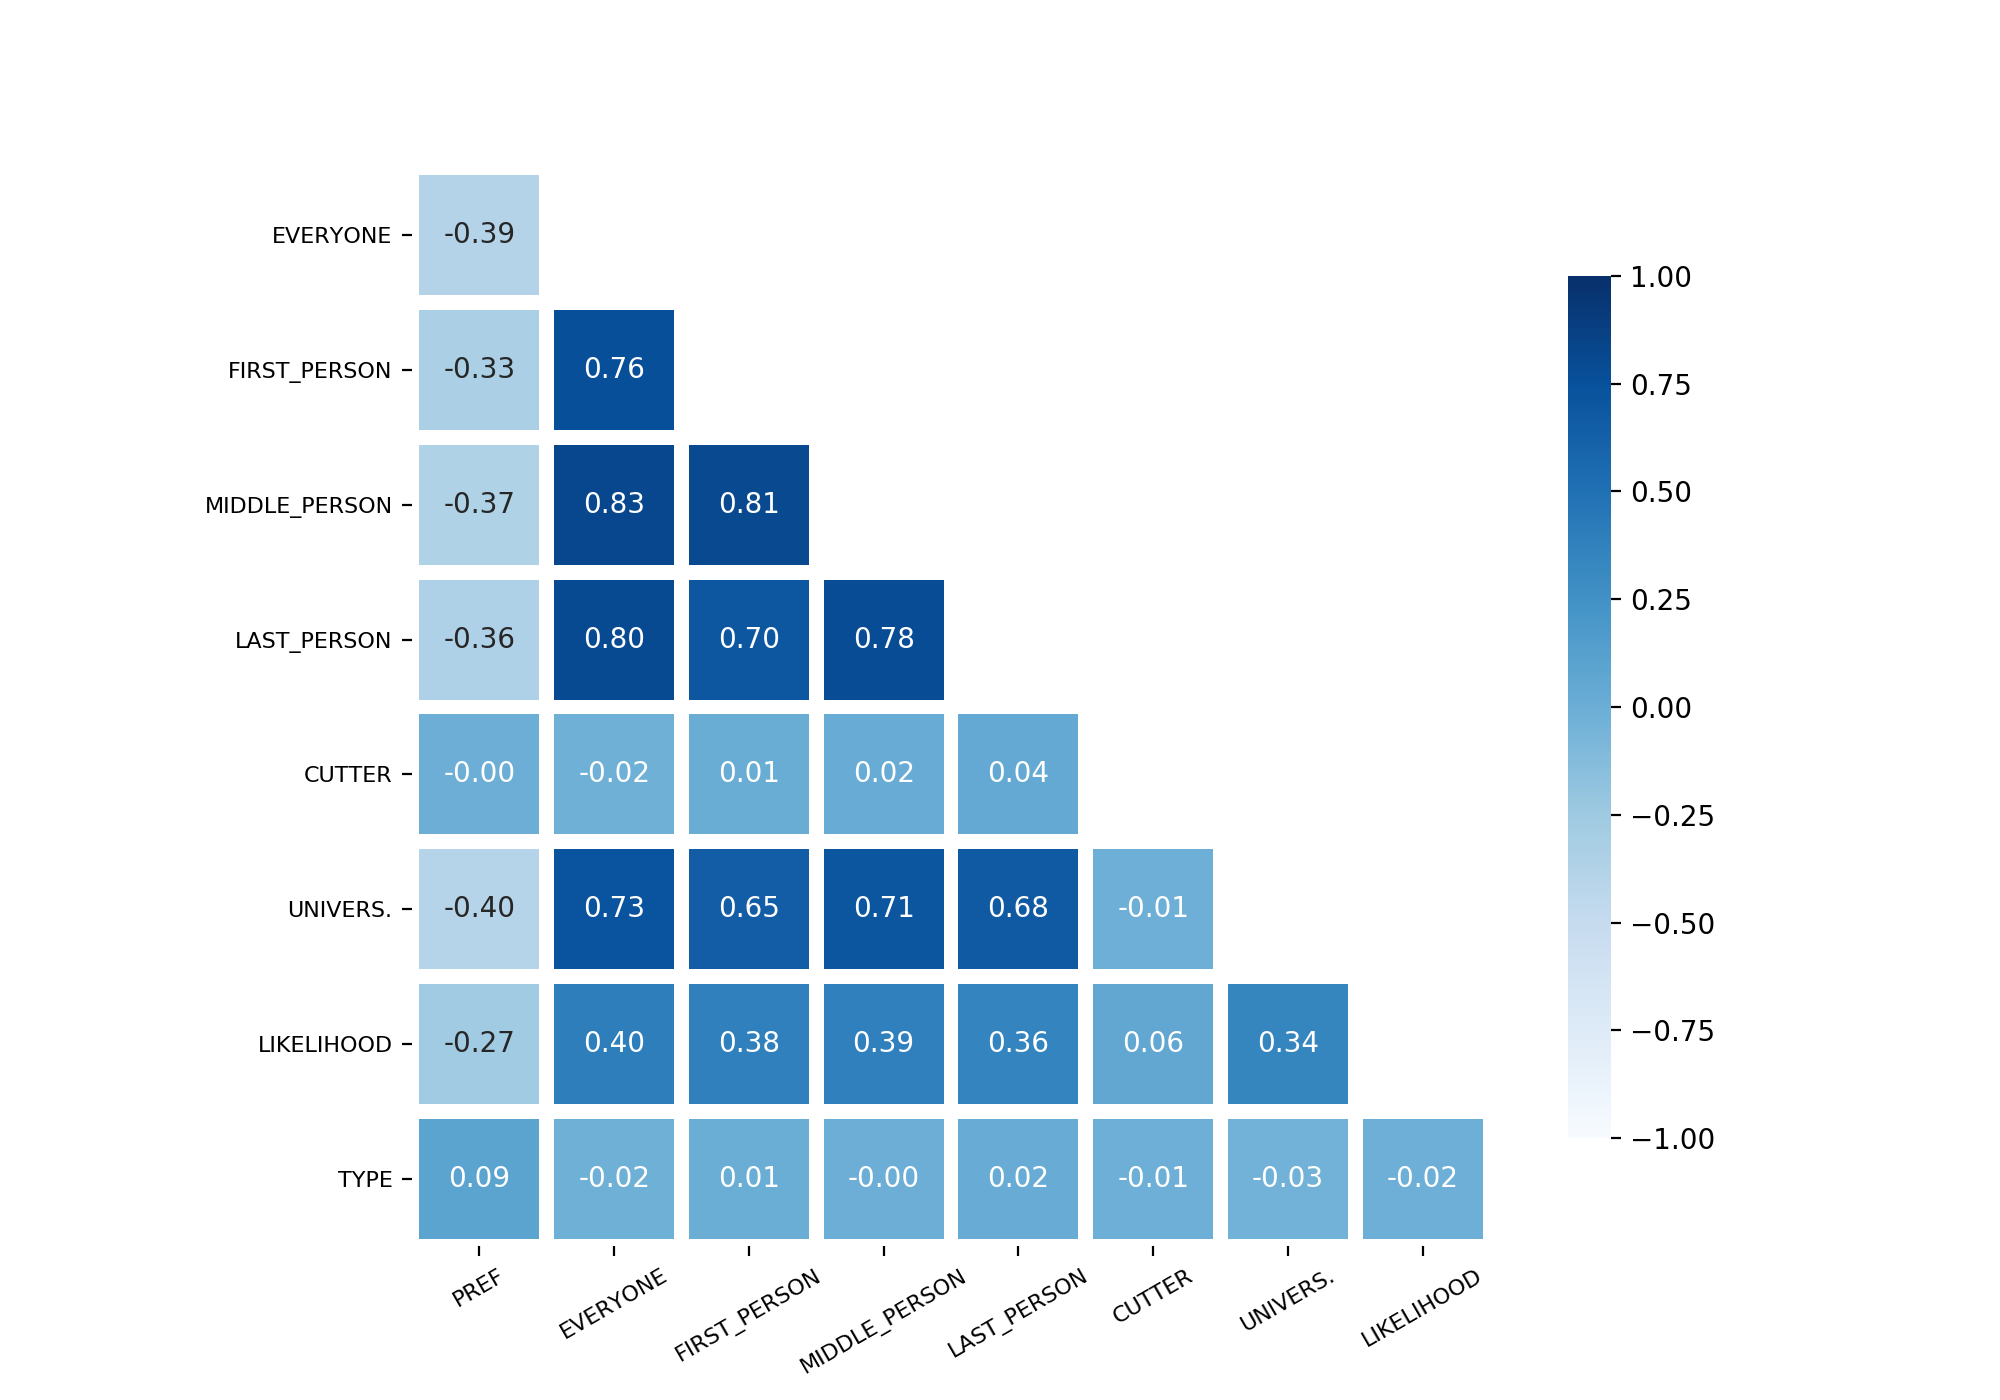 EVERYONE -0.39
FIRST_PERSON -0.33 0.76
MIDDLE_PERSON -0.37 0.83 0.81
LAST_PERSON -0.36 0.80 0.70 0.78
CUTTER -0.00 -0.02 0.01 0.02 0.04
UNIVERS. -0.40 0.73 0.65 0.71 0.68 -0.01
LIKELIHOOD -0.27 0.40 0.38 0.39 0.36 0.06 0.34
TYPE 0.09 -0.02 0.01 -0.00 0.02 -0.01 -0.03 -0.02
PREF EVERYONE FIRST_PERSON MIDDLE_PERSON LAST_PERSON CUTTER UNIVERS. LIKELIHOOD
1.00
0.75
0.50
0.25
0.00
−0.25
−0.50
−0.75
−1.00